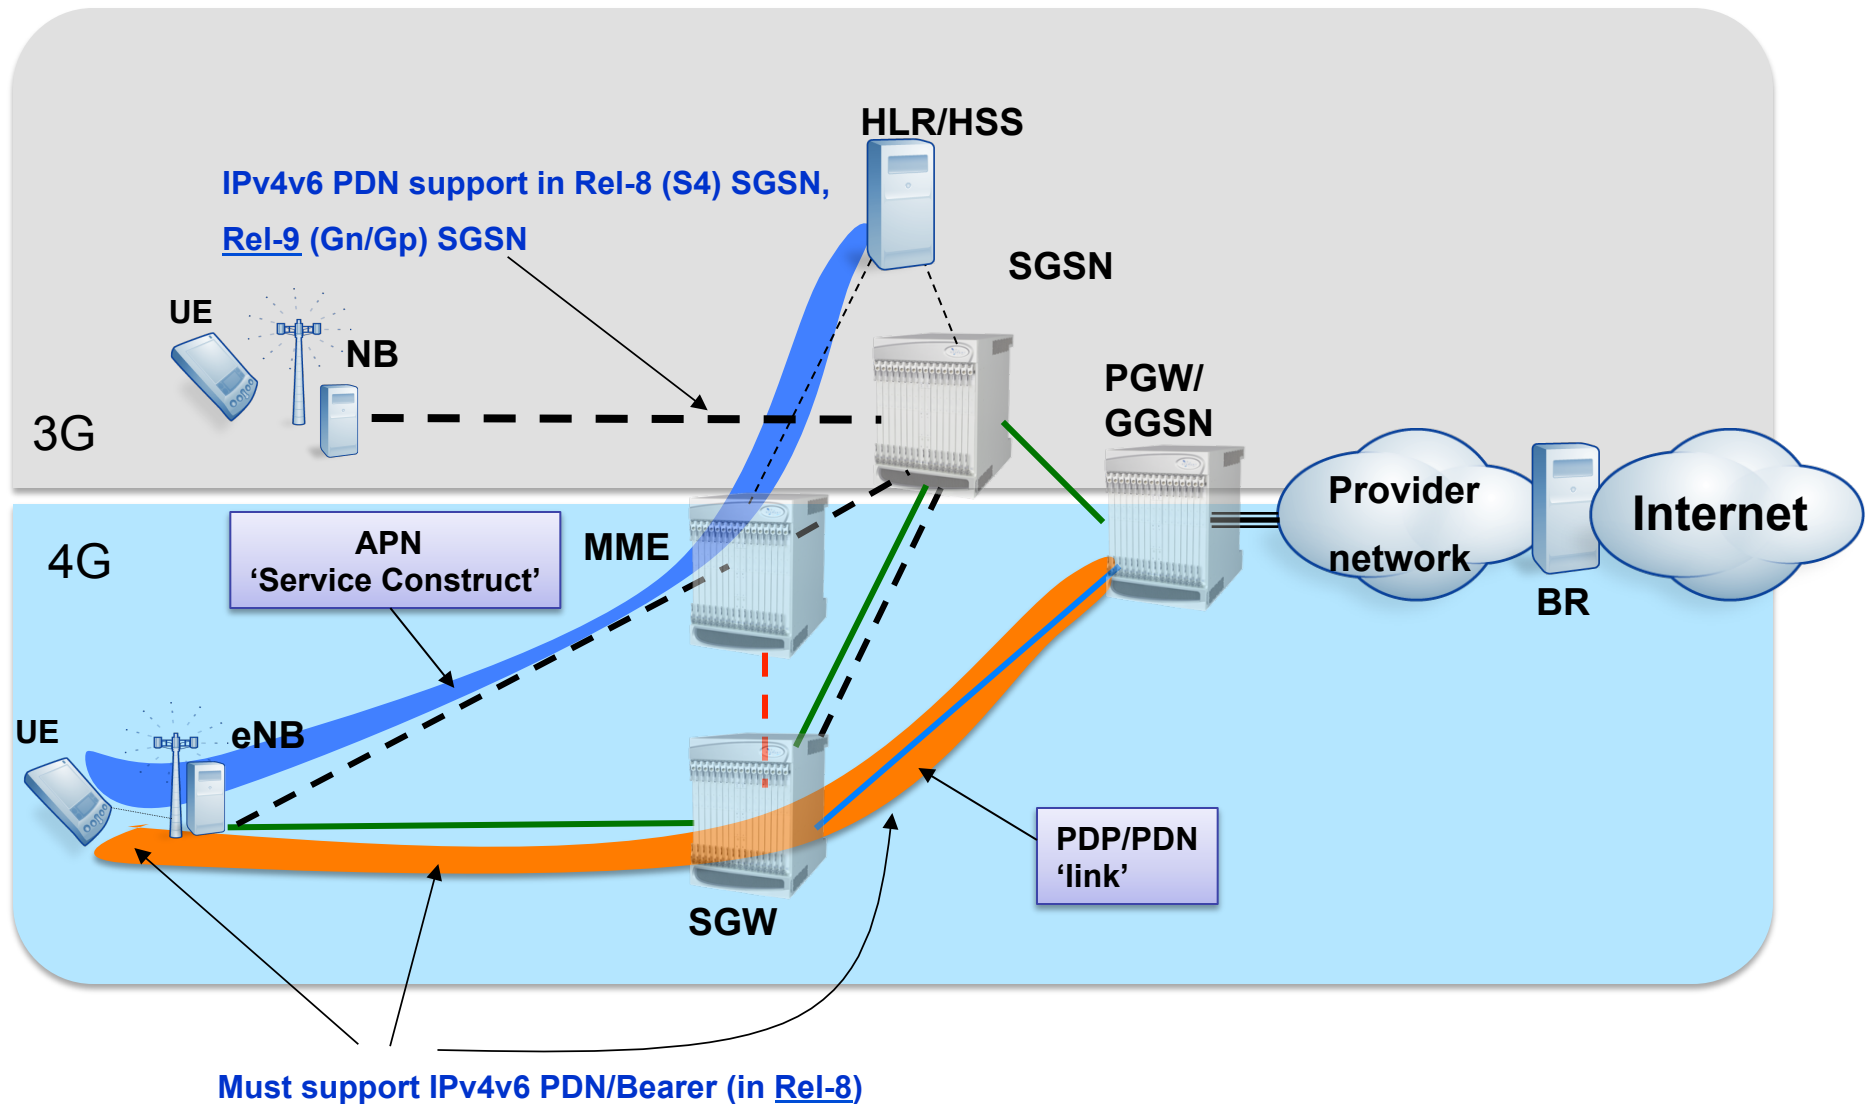 HLR/HSS
IPv4v6 PDN support in Rel-8 (S4) SGSN,
Rel-9 (Gn/Gp) SGSN
SGSN
UE
NB
PGW/
GGSN
3G
Provider
network
Internet
BR
4G
APN
‘Service Construct’
MME
UE
eNB
PDP/PDN
‘link’
SGW
Must support IPv4v6 PDN/Bearer (in Rel-8)